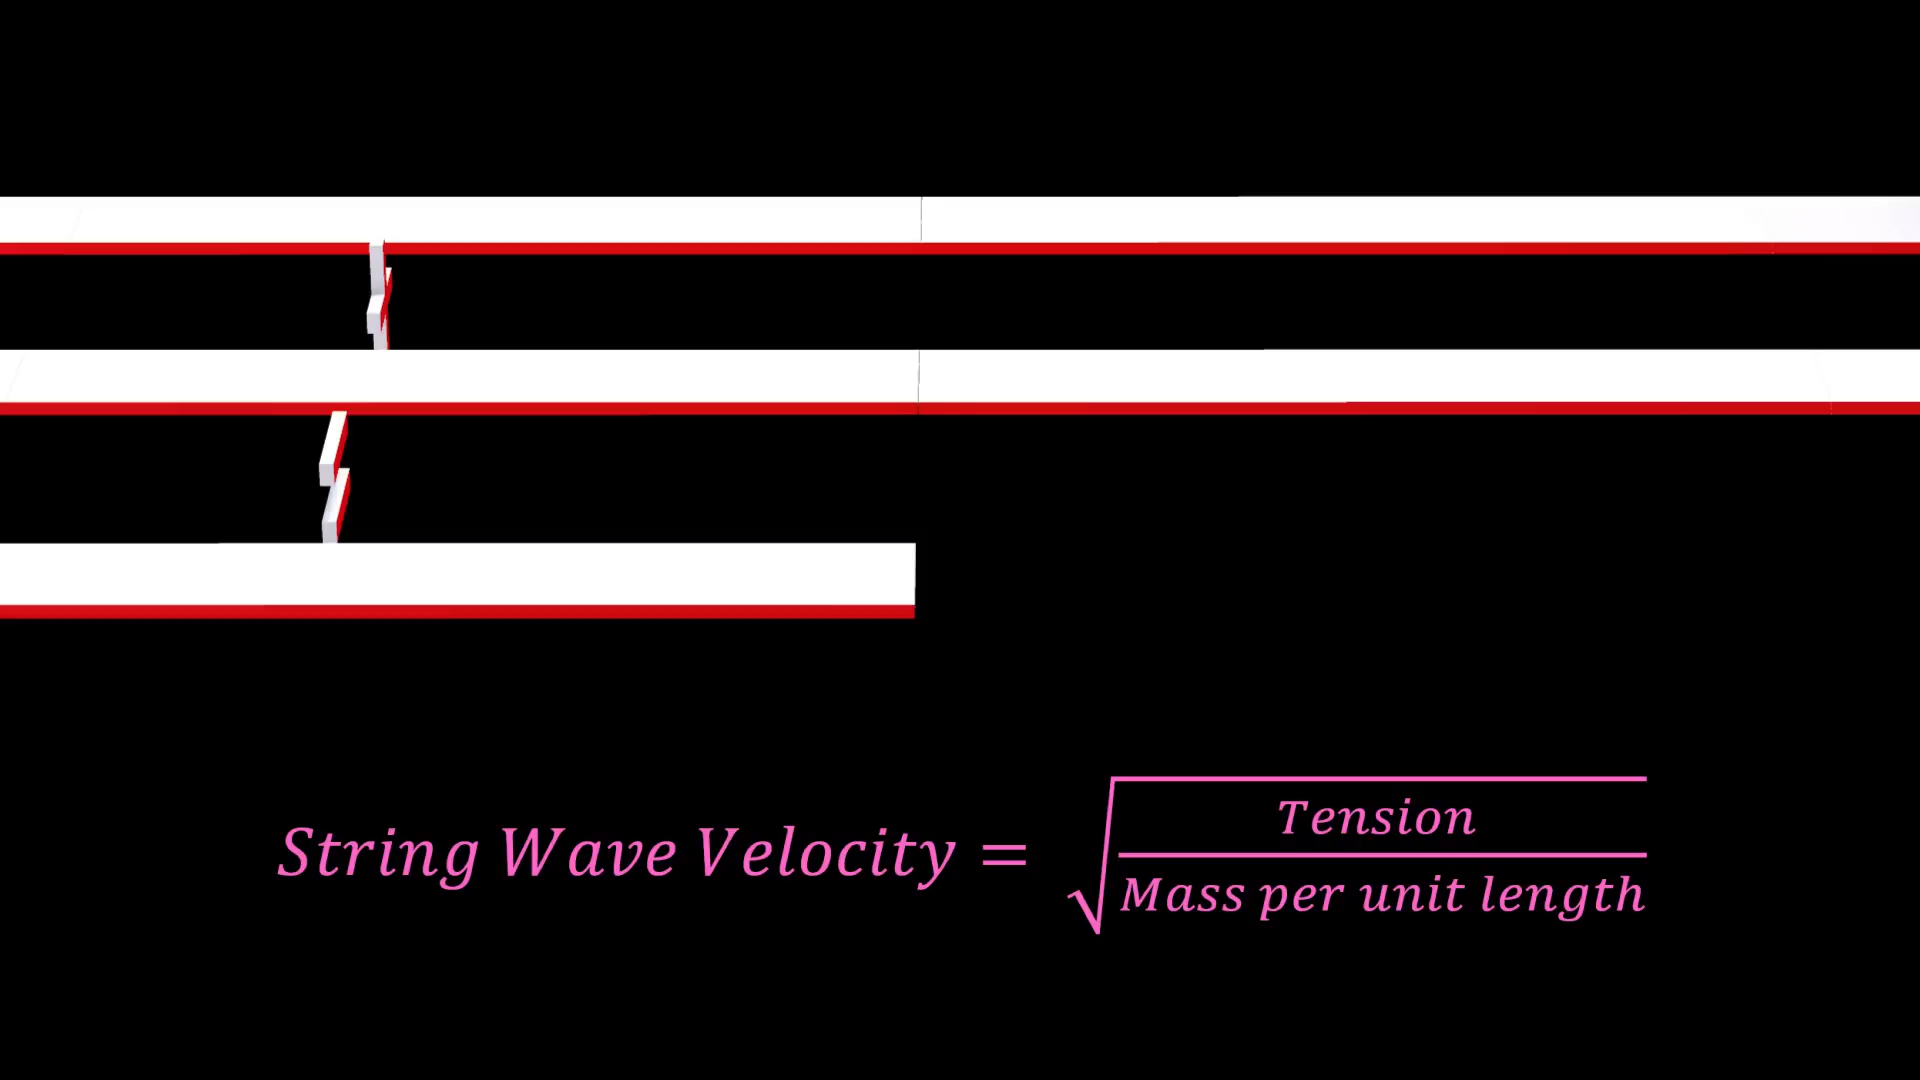 String Wave Velocity = √(Tension / Mass per unit length)